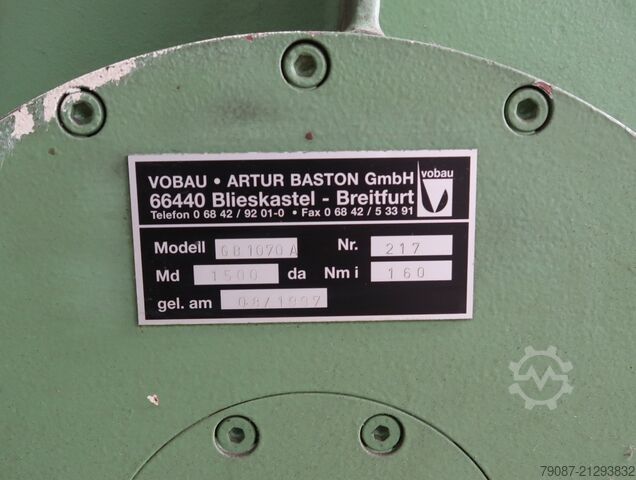 VOBAU • ARTUR BASTON GmbH
66440 Blieskastel - Breitfurt
Telefon 0 68 42 / 92 01-0 • Fax 0 68 42 / 5 33 91
vobau
Modell GB1070A Nr. 217
Md 1500 da Nm i 160
gel. am 08/1997
79087-21293832